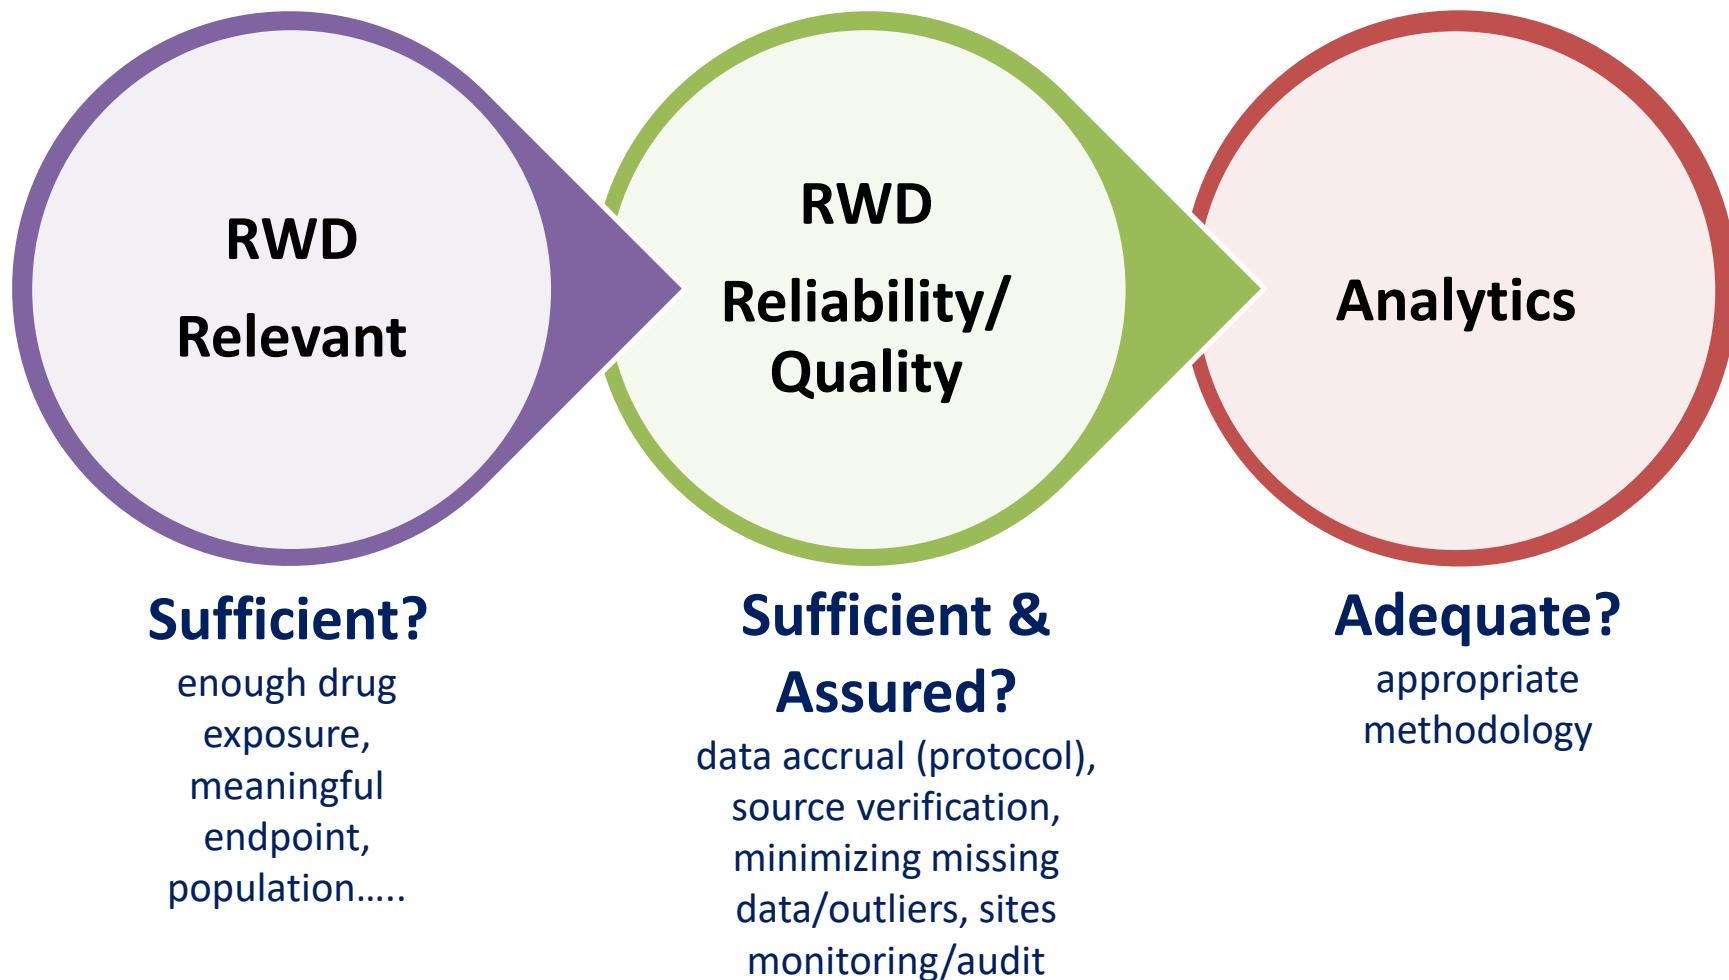 RWD
Relevant
RWD
Reliability/
Quality
Analytics
Sufficient?
enough drug
exposure,
meaningful
endpoint,
population.....
Sufficient &
Assured?
data accrual (protocol),
source verification,
minimizing missing
data/outliers, sites
monitoring/audit
Adequate?
appropriate
methodology